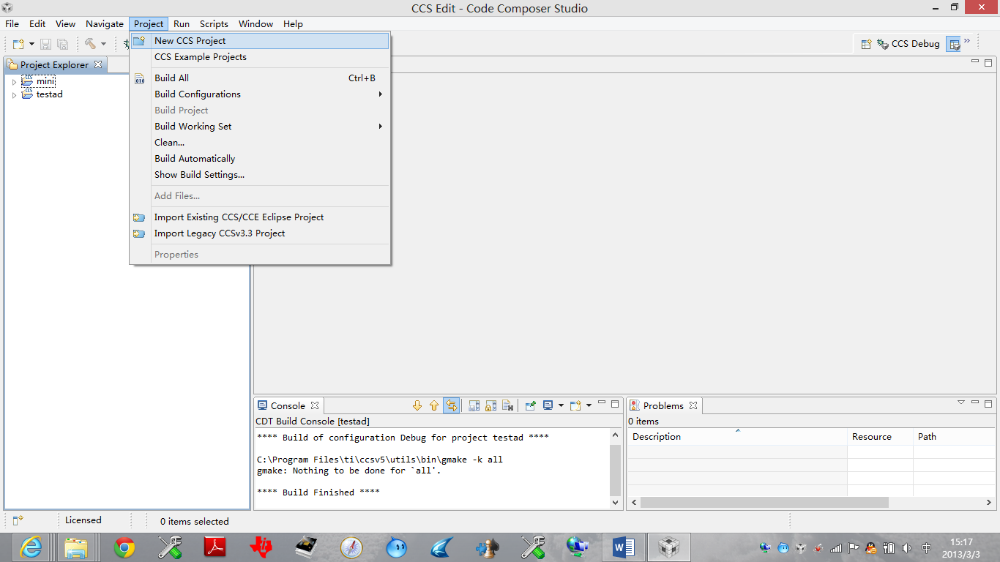 CCS Edit - Code Composer Studio
File Edit View Navigate Project Run Scripts Window Help
New CCS Project
CCS Example Projects
Build All Ctrl+B
Build Configurations
Build Project
Build Working Set
Clean...
Build Automatically
Show Build Settings...
Add Files...
Import Existing CCS/CCE Eclipse Project
Import Legacy CCSv3.3 Project
Properties
CCS Debug
Project Explorer
mini
testad
Console
CDT Build Console [testad]
**** Build of configuration Debug for project testad ****
C:\Program Files\ti\ccsv5\utils\bin\gmake -k all
gmake: Nothing to be done for `all'.
**** Build Finished ****
Problems
0 items
Description Resource Path
Licensed
0 items selected
中
15:17
2013/3/3